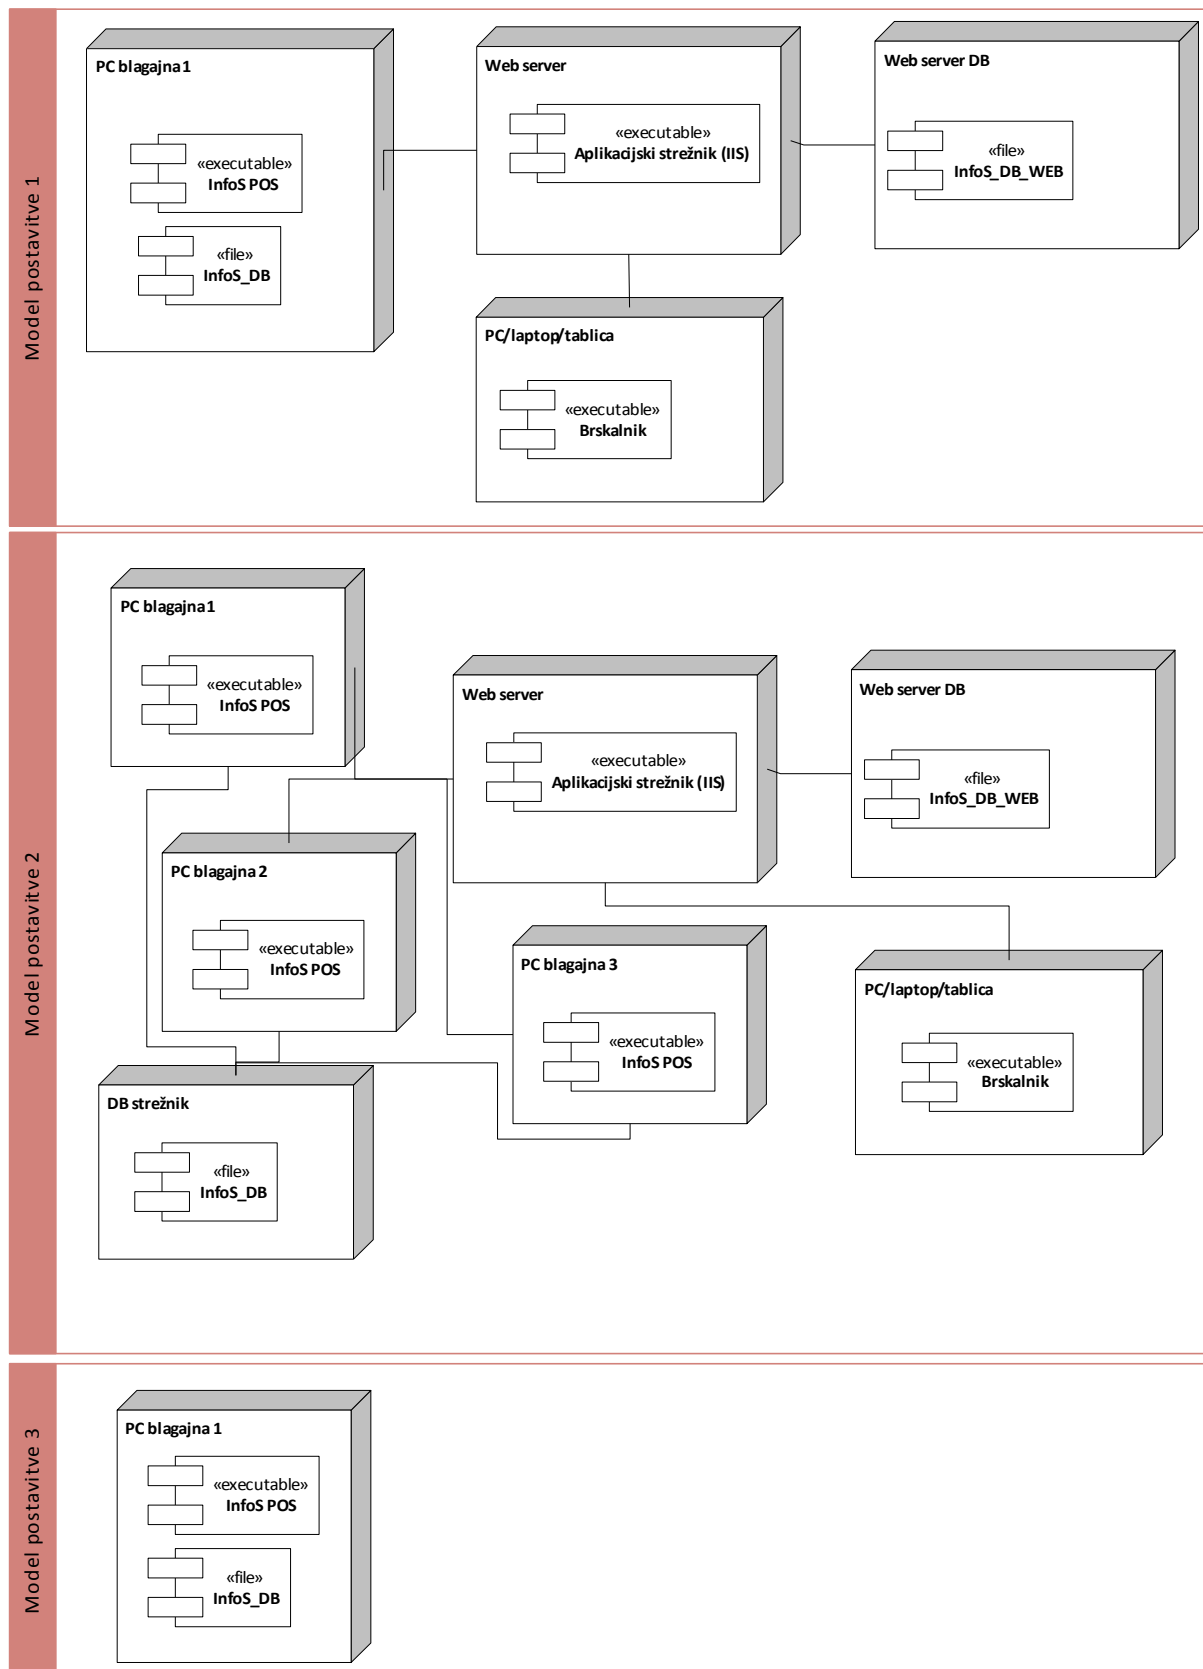 Model postavitve 1
PC blagajna 1
«executable»
InfoS POS
«file»
InfoS_DB
Web server
«executable»
Aplikacijski strežnik (IIS)
Web server DB
«file»
InfoS_DB_WEB
PC/laptop/tablica
«executable»
Brskalnik
Model postavitve 2
PC blagajna 1
«executable»
InfoS POS
Web server
«executable»
Aplikacijski strežnik (IIS)
Web server DB
«file»
InfoS_DB_WEB
PC blagajna 2
«executable»
InfoS POS
PC blagajna 3
«executable»
InfoS POS
PC/laptop/tablica
«executable»
Brskalnik
DB strežnik
«file»
InfoS_DB
Model postavitve 3
PC blagajna 1
«executable»
InfoS POS
«file»
InfoS_DB